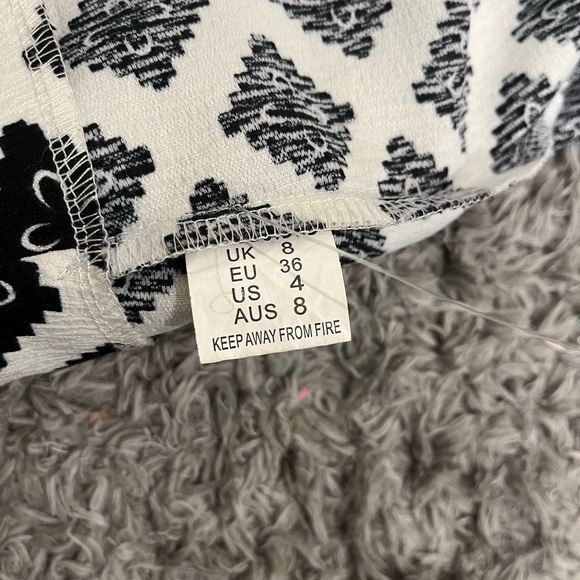 UK 8
EU 36
US 4
AUS 8
KEEP AWAY FROM FIRE